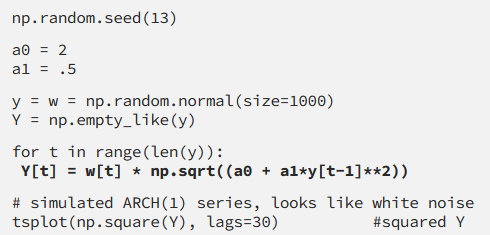 np.random.seed(13)
a0 = 2
a1 = .5
y = w = np.random.normal(size=1000)
Y = np.empty_like(y)
for t in range(len(y)):
Y[t] = w[t] * np.sqrt((a0 + a1*y[t-1]**2))
# simulated ARCH(1) series, looks like white noise
tsplot(np.square(Y), lags=30) #squared Y